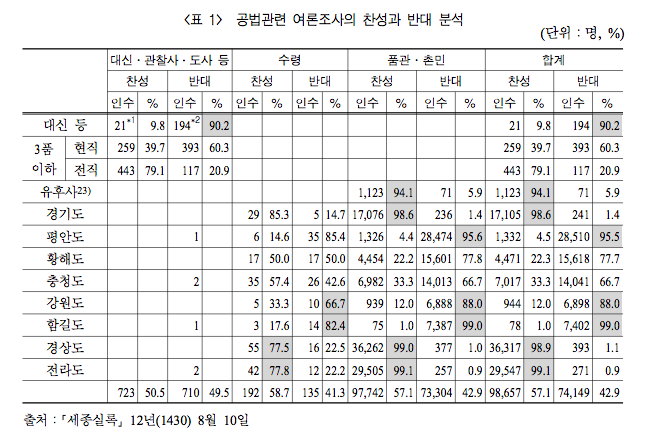 <표 1> 공법관련 여론조사의 찬성과 반대 분석
(단위 : 명, %)
대신 · 관찰사 · 도사 등 수령 품관 · 촌민 합계
찬성 반대 찬성 반대 찬성 반대 찬성 반대
인수 % 인수 % 인수 % 인수 % 인수 % 인수 % 인수 % 인수 %
대신 등 21*1 9.8 194*2 90.2 21 9.8 194 90.2
3품 이하 현직 259 39.7 393 60.3 259 39.7 393 60.3
전직 443 79.1 117 20.9 443 79.1 117 20.9
유후사23) 1,123 94.1 71 5.9 1,123 94.1 71 5.9
경기도 29 85.3 5 14.7 17,076 98.6 236 1.4 17,105 98.6 241 1.4
평안도 1 6 14.6 35 85.4 1,326 4.4 28,474 95.6 1,332 4.5 28,510 95.5
황해도 17 50.0 17 50.0 4,454 22.2 15,601 77.8 4,471 22.3 15,618 77.7
충청도 2 35 57.4 26 42.6 6,982 33.3 14,013 66.7 7,017 33.3 14,041 66.7
강원도 5 33.3 10 66.7 939 12.0 6,888 88.0 944 12.0 6,898 88.0
함길도 1 3 17.6 14 82.4 75 1.0 7,387 99.0 78 1.0 7,402 99.0
경상도 55 77.5 16 22.5 36,262 99.0 377 1.0 36,317 98.9 393 1.1
전라도 2 42 77.8 12 22.2 29,505 99.1 257 0.9 29,547 99.1 271 0.9
723 50.5 710 49.5 192 58.7 135 41.3 97,742 57.1 73,304 42.9 98,657 57.1 74,149 42.9
출처 : 「세종실록」 12년(1430) 8월 10일